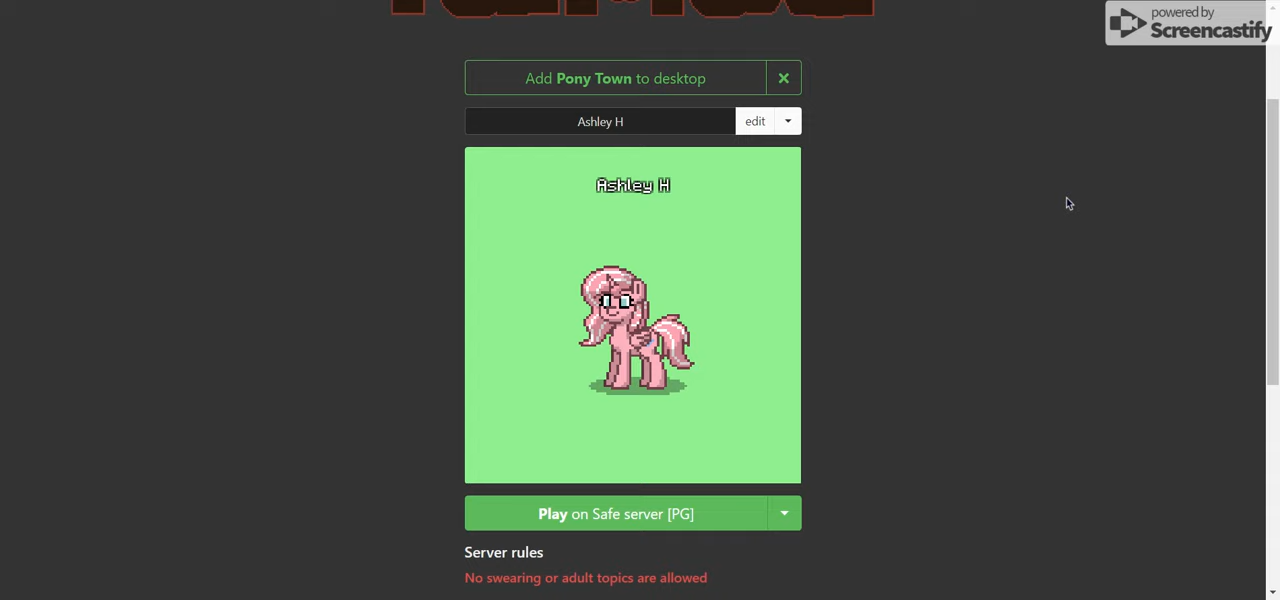 powered by
Screencastify
Add Pony Town to desktop
Ashley H
edit
Ashley H
Play on Safe server [PG]
Server rules
No swearing or adult topics are allowed